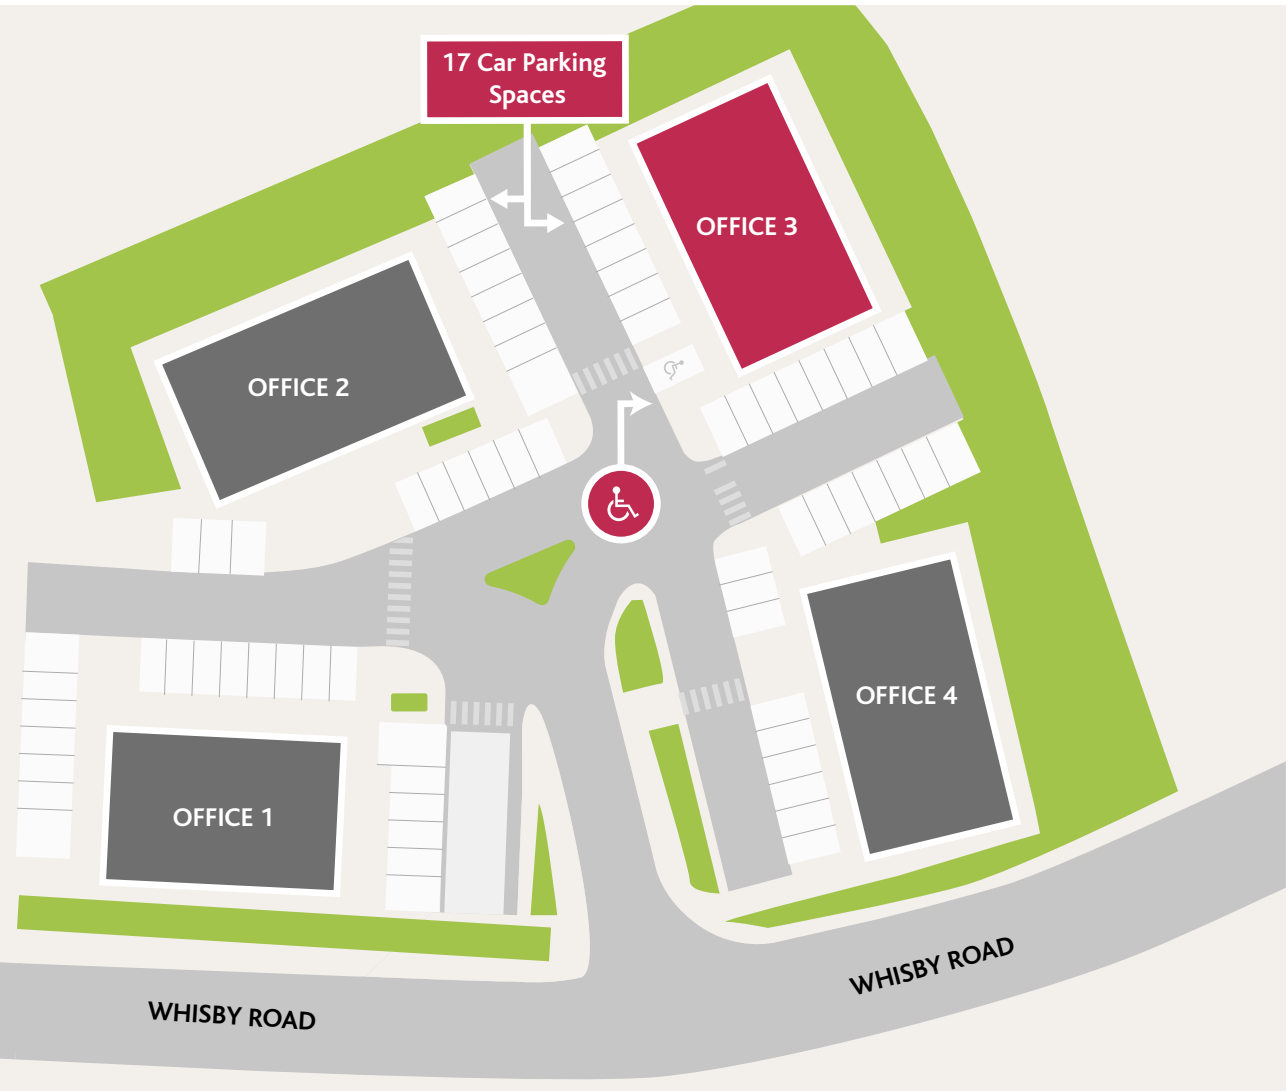 17 Car Parking
Spaces
OFFICE 3
OFFICE 2
OFFICE 4
OFFICE 1
WHISBY ROAD
WHISBY ROAD